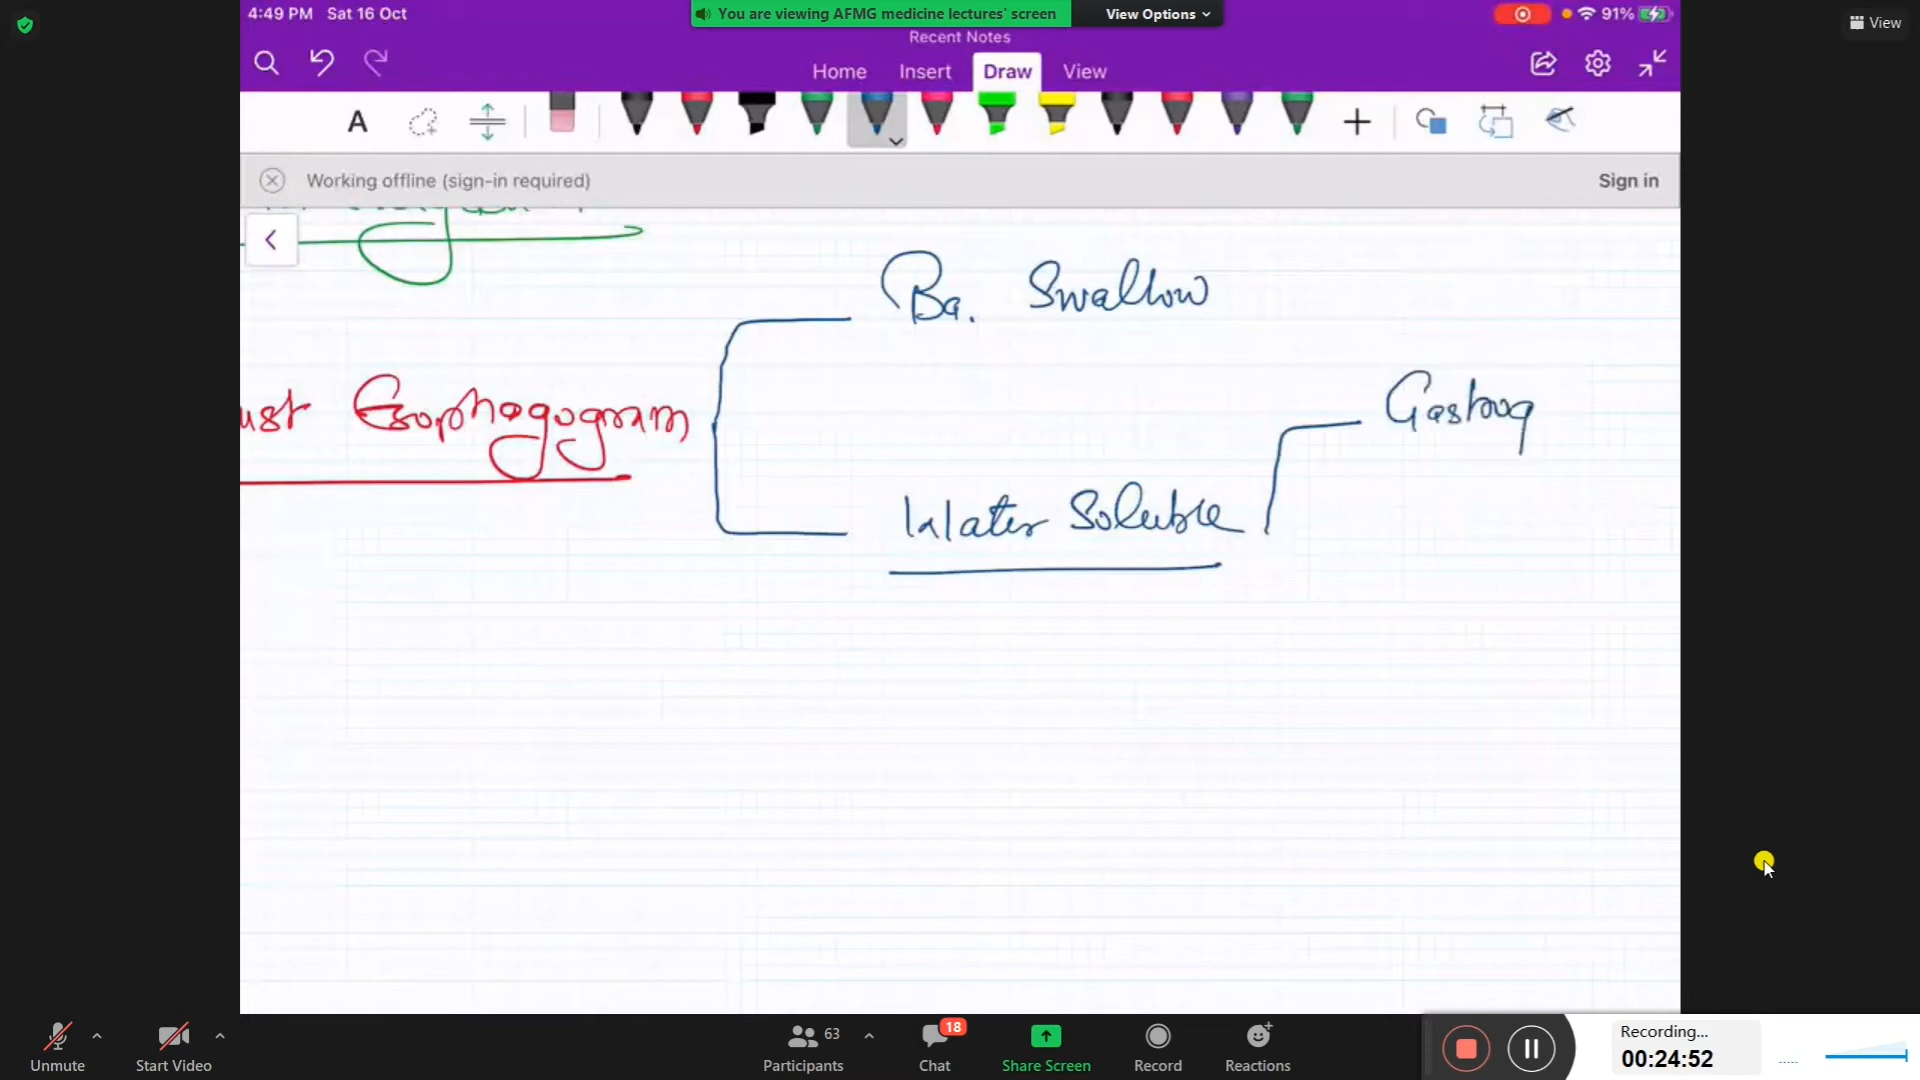 4:49 PM Sat 16 Oct
You are viewing AFMG medicine lectures' screen
View Options
91%
View
Recent Notes
Home Insert Draw View
A
Working offline (sign-in required)
Sign in
Ba. Swallow
ust Esophagogram
Gastrog
Water Soluble
Unmute
Start Video
63
Participants
18
Chat
Share Screen
Record
Reactions
Recording...
00:24:52